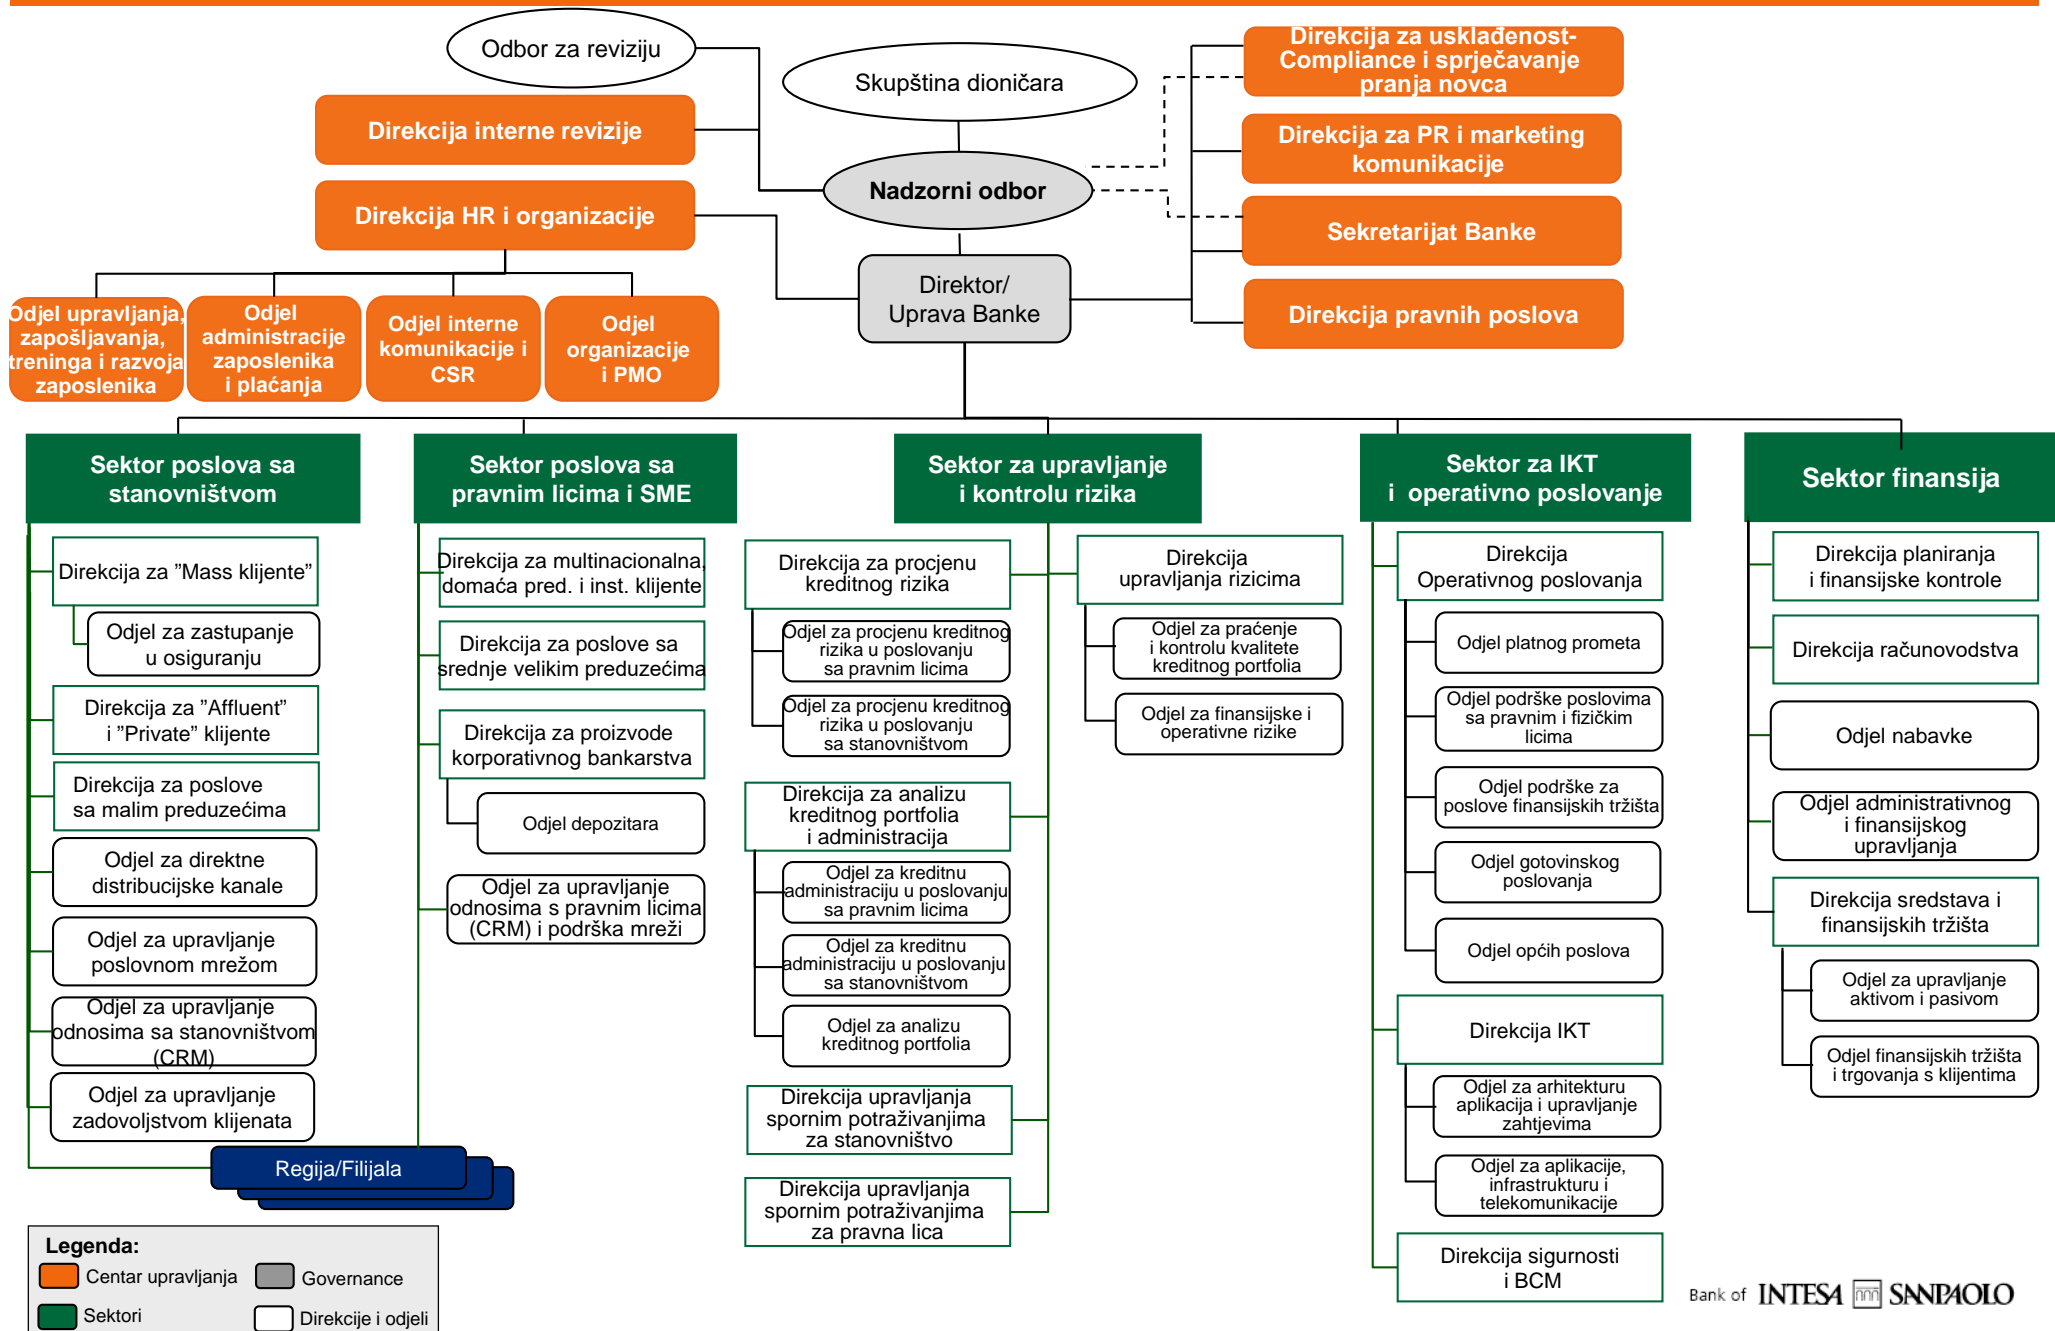 Odbor za reviziju
Skupština dioničara
Direkcija za usklađenost-
Compliance i sprječavanje
pranja novca
Direkcija interne revizije
Direkcija za PR i marketing
komunikacije
Nadzorni odbor
Direkcija HR i organizacije
Sekretarijat Banke
Direktor/
Uprava Banke
Direkcija pravnih poslova
Odjel upravljanja,
zapošljavanja,
treninga i razvoja
zaposlenika
Odjel
administracije
zaposlenika
i plaćanja
Odjel interne
komunikacije i
CSR
Odjel
organizacije
i PMO
Sektor poslova sa
stanovništvom
Direkcija za ”Mass klijente”
Odjel za zastupanje
u osiguranju
Direkcija za ”Affluent”
i ”Private” klijente
Direkcija za poslove
sa malim preduzećima
Odjel za direktne
distribucijske kanale
Odjel za upravljanje
poslovnom mrežom
Odjel za upravljanje
odnosima sa stanovništvom
(CRM)
Odjel za upravljanje
zadovoljstvom klijenata
Regija/Filijala
Sektor poslova sa
pravnim licima i SME
Direkcija za multinacionalna,
domaća pred. i inst. klijente
Direkcija za poslove sa
srednje velikim preduzećima
Direkcija za proizvode
korporativnog bankarstva
Odjel depozitara
Odjel za upravljanje
odnosima s pravnim licima
(CRM) i podrška mreži
Sektor za upravljanje
i kontrolu rizika
Direkcija za procjenu
kreditnog rizika
Odjel za procjenu kreditnog
rizika u poslovanju
sa pravnim licima
Odjel za procjenu kreditnog
rizika u poslovanju
sa stanovništvom
Direkcija za analizu
kreditnog portfolia
i administracija
Odjel za kreditnu
administraciju u poslovanju
sa pravnim licima
Odjel za kreditnu
administraciju u poslovanju
sa stanovništvom
Odjel za analizu
kreditnog portfolia
Direkcija upravljanja
spornim potraživanjima
za stanovništvo
Direkcija upravljanja
spornim potraživanjima
za pravna lica
Direkcija
upravljanja rizicima
Odjel za praćenje
i kontrolu kvalitete
kreditnog portfolia
Odjel za finansijske i
operativne rizike
Sektor za IKT
i operativno poslovanje
Direkcija
Operativnog poslovanja
Odjel platnog prometa
Odjel podrške poslovima
sa pravnim i fizičkim
licima
Odjel podrške za
poslove finansijskih tržišta
Odjel gotovinskog
poslovanja
Odjel općih poslova
Direkcija IKT
Odjel za arhitekturu
aplikacija i upravljanje
zahtjevima
Odjel za aplikacije,
infrastrukturu i
telekomunikacije
Direkcija sigurnosti
i BCM
Sektor finansija
Direkcija planiranja
i finansijske kontrole
Direkcija računovodstva
Odjel nabavke
Odjel administrativnog
i finansijskog
upravljanja
Direkcija sredstava i
finansijskih tržišta
Odjel za upravljanje
aktivom i pasivom
Odjel finansijskih tržišta
i trgovanja s klijentima
Legenda:
Centar upravljanja
Governance
Sektori
Direkcije i odjeli
Bank of INTESA SANPAOLO